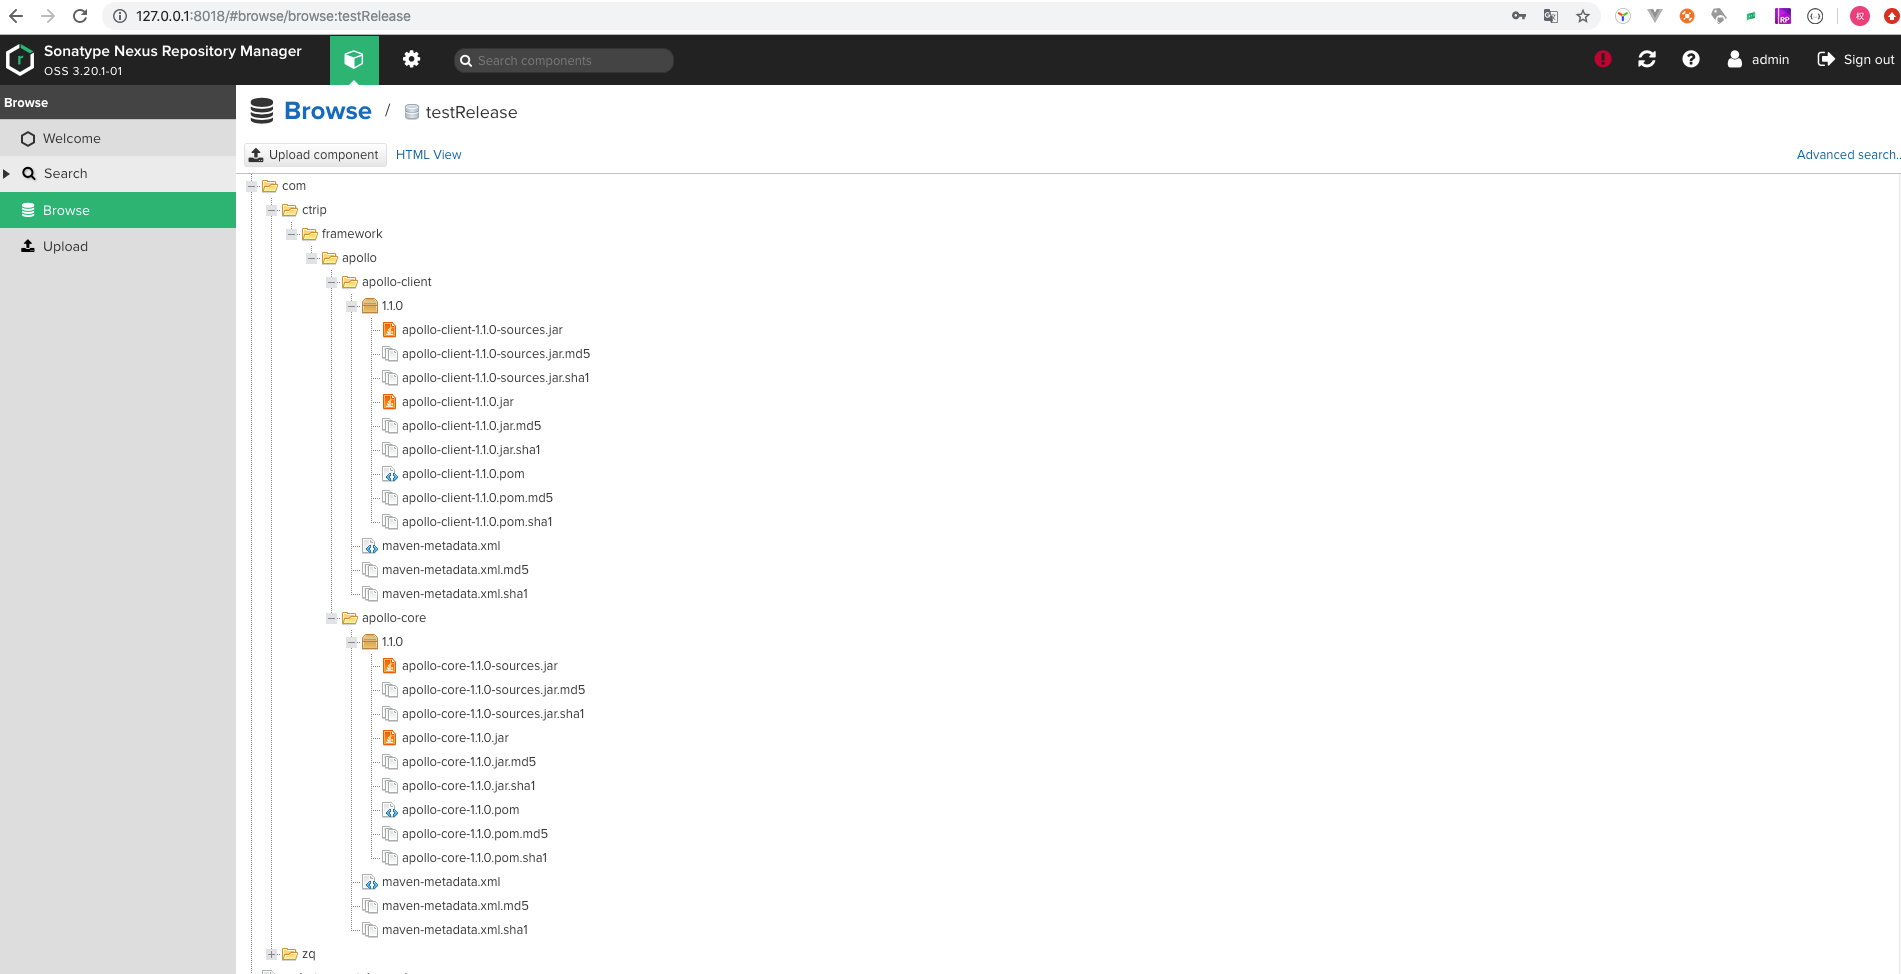 127.0.0.1:8018/#browse/browse:testRelease
Sonatype Nexus Repository Manager
OSS 3.20.1-01
Search components
admin
Sign out
Browse
Welcome
Search
Browse
Upload
Browse / testRelease
Upload component
HTML View
Advanced search..
com
ctrip
framework
apollo
apollo-client
1.1.0
apollo-client-1.1.0-sources.jar
apollo-client-1.1.0-sources.jar.md5
apollo-client-1.1.0-sources.jar.sha1
apollo-client-1.1.0.jar
apollo-client-1.1.0.jar.md5
apollo-client-1.1.0.jar.sha1
apollo-client-1.1.0.pom
apollo-client-1.1.0.pom.md5
apollo-client-1.1.0.pom.sha1
maven-metadata.xml
maven-metadata.xml.md5
maven-metadata.xml.sha1
apollo-core
1.1.0
apollo-core-1.1.0-sources.jar
apollo-core-1.1.0-sources.jar.md5
apollo-core-1.1.0-sources.jar.sha1
apollo-core-1.1.0.jar
apollo-core-1.1.0.jar.md5
apollo-core-1.1.0.jar.sha1
apollo-core-1.1.0.pom
apollo-core-1.1.0.pom.md5
apollo-core-1.1.0.pom.sha1
maven-metadata.xml
maven-metadata.xml.md5
maven-metadata.xml.sha1
zq